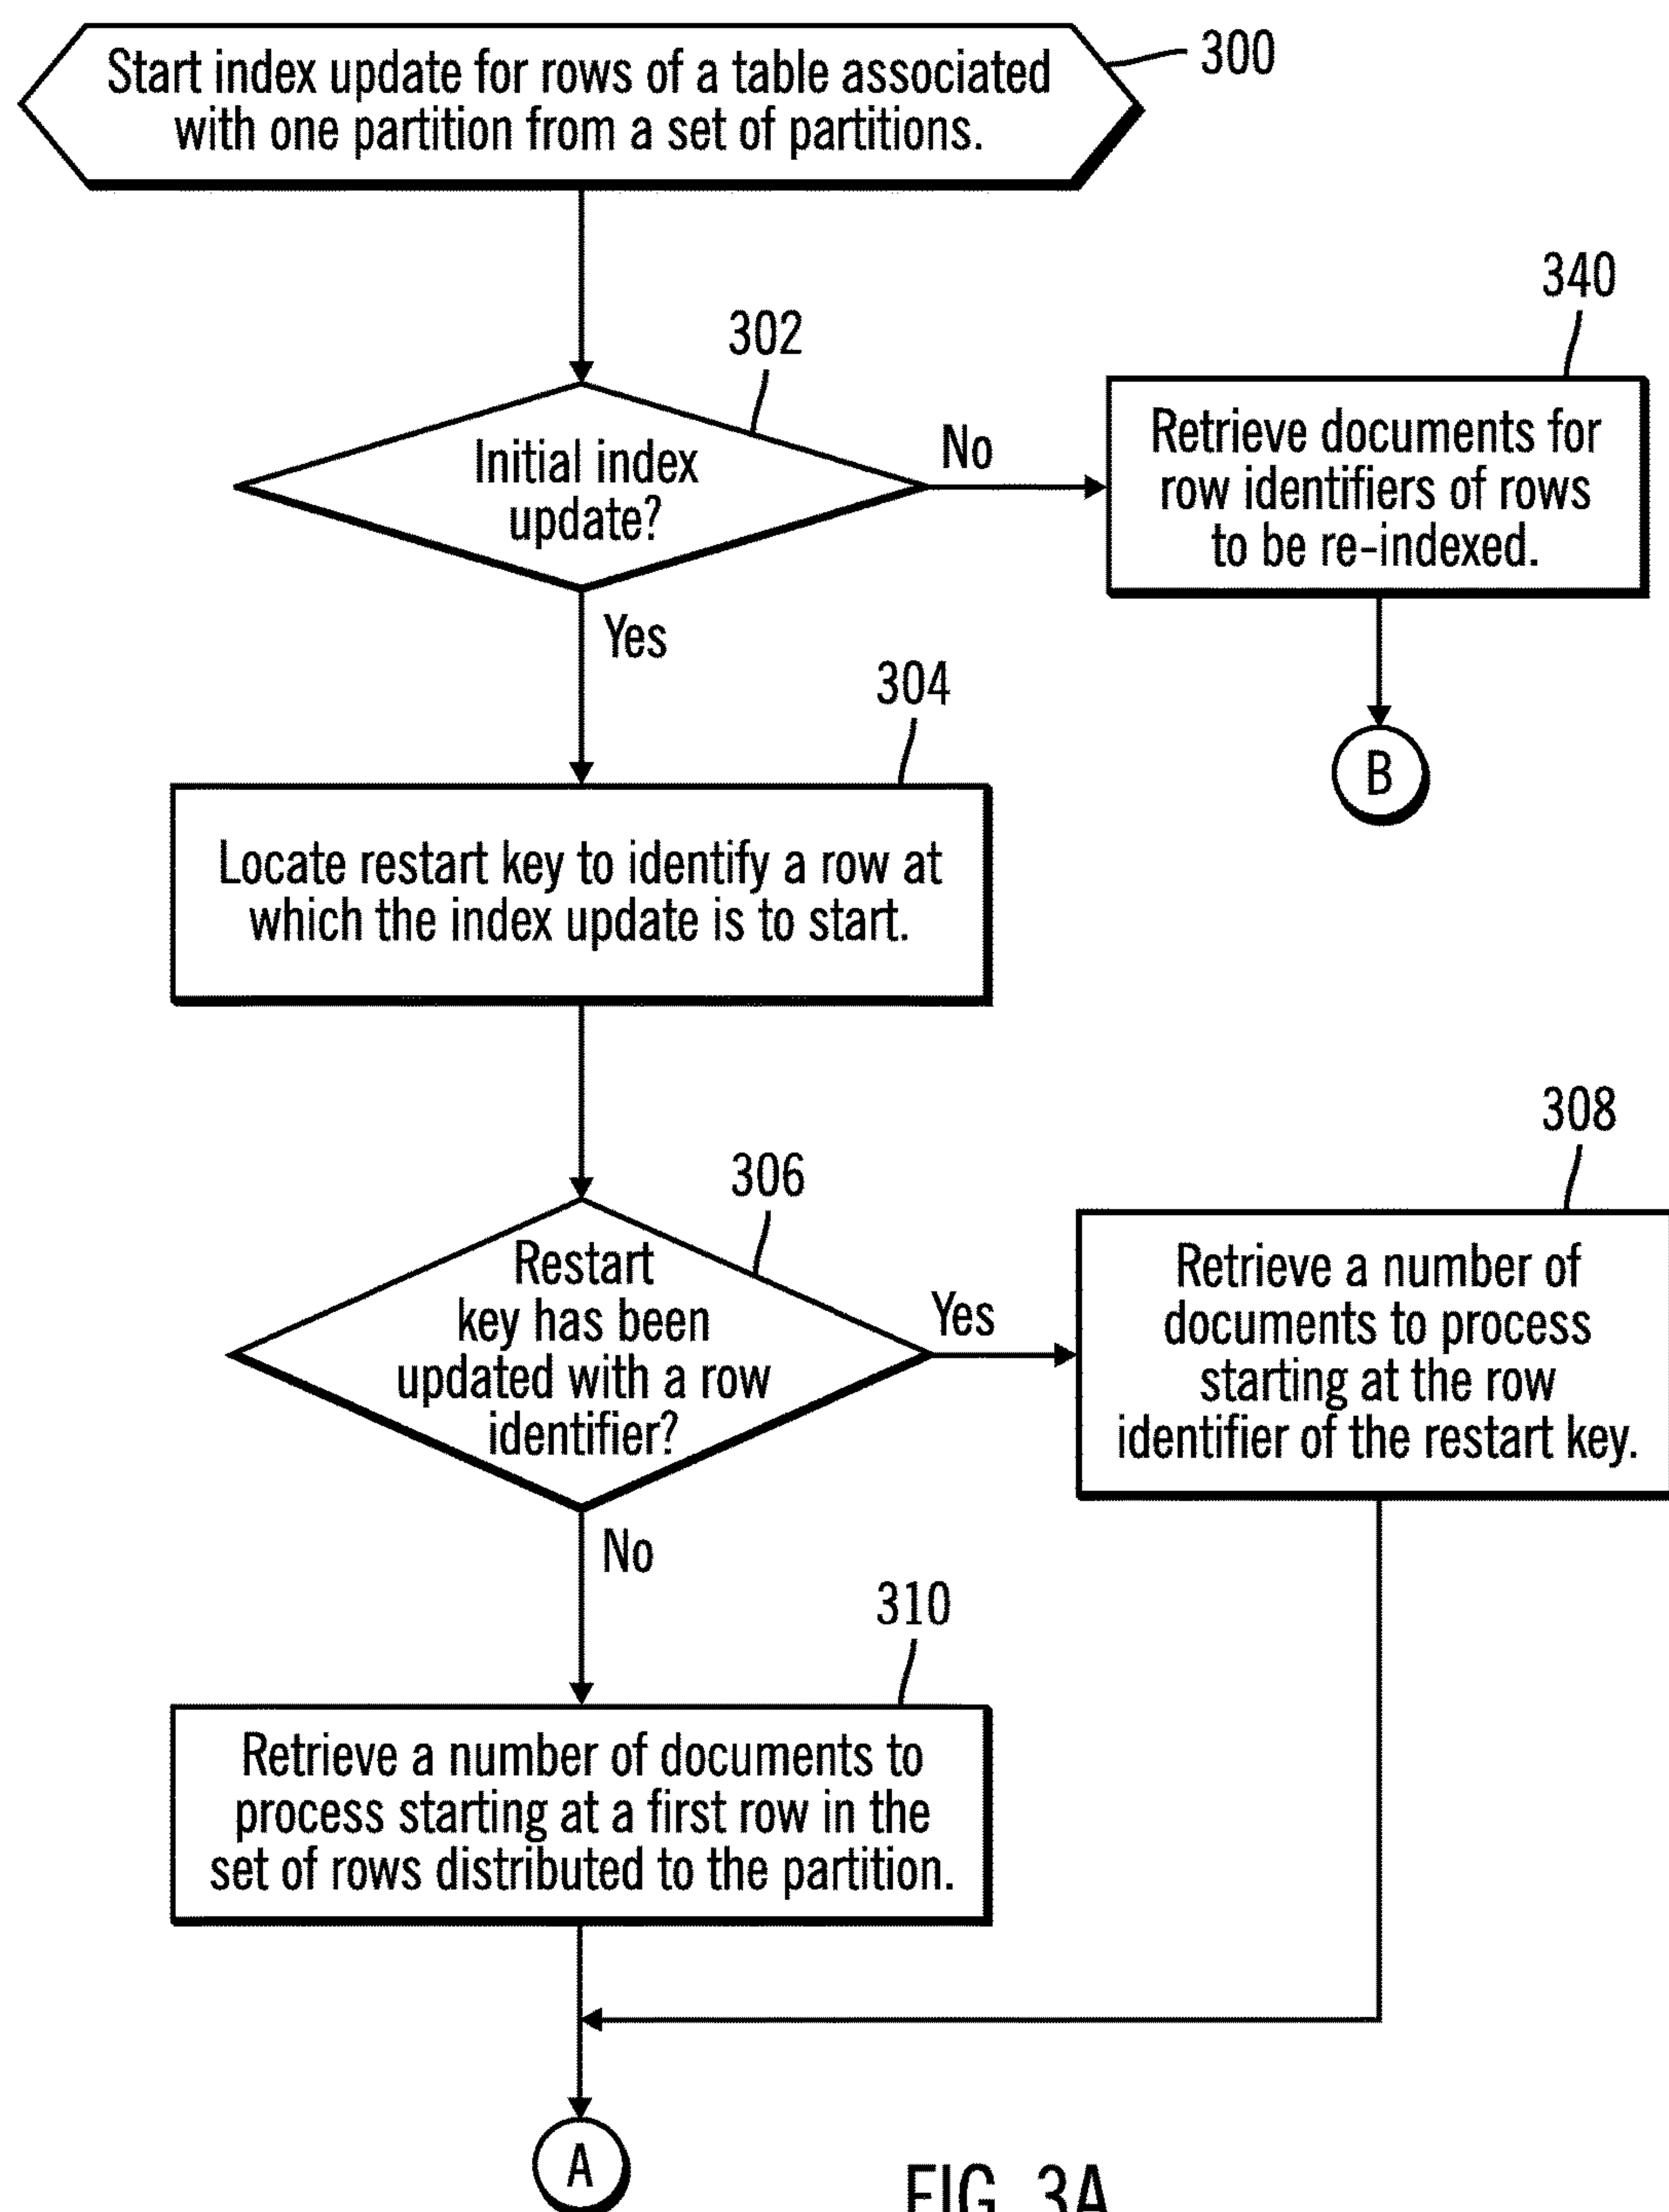 Start index update for rows of a table associated
with one partition from a set of partitions.
300
302
Initial index
update?
No
340
Retrieve documents for
row identifiers of rows
to be re-indexed.
B
Yes
304
Locate restart key to identify a row at
which the index update is to start.
306
Restart
key has been
updated with a row
identifier?
Yes
308
Retrieve a number of
documents to process
starting at the row
identifier of the restart key.
No
310
Retrieve a number of documents to
process starting at a first row in the
set of rows distributed to the partition.
A
FIG. 3A